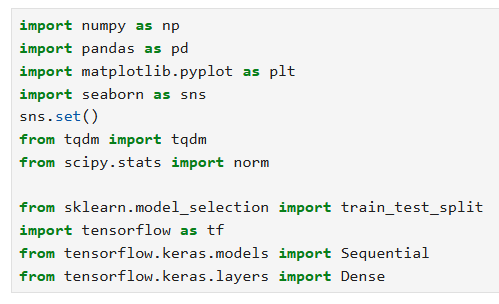 import numpy as np
import pandas as pd
import matplotlib.pyplot as plt
import seaborn as sns
sns.set()
from tqdm import tqdm
from scipy.stats import norm

from sklearn.model_selection import train_test_split
import tensorflow as tf
from tensorflow.keras.models import Sequential
from tensorflow.keras.layers import Dense